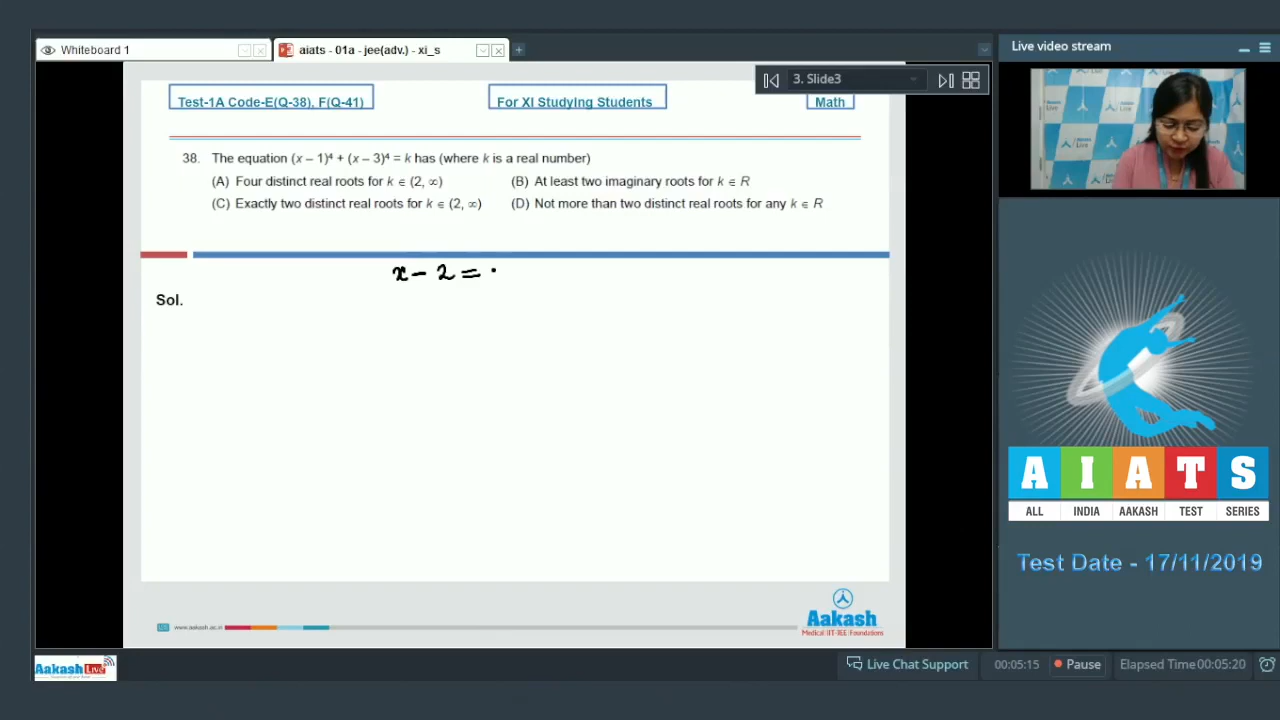 Whiteboard 1
aiats - 01a - jee(adv.) - xi_s
Live video stream
3. Slide3
Test-1A Code-E(Q-38), F(Q-41)
For XI Studying Students
Math
38. The equation (x – 1)⁴ + (x – 3)⁴ = k has (where k is a real number)
(A) Four distinct real roots for k ∈ (2, ∞)
(B) At least two imaginary roots for k ∈ R
(C) Exactly two distinct real roots for k ∈ (2, ∞)
(D) Not more than two distinct real roots for any k ∈ R
x – 2 =
Sol.
A I A T S
ALL INDIA AAKASH TEST SERIES
Test Date - 17/11/2019
www.aakash.ac.in
Aakash
Medical|IIT-JEE|Foundations
Aakash Live
Live Chat Support
00:05:15
Pause
Elapsed Time 00:05:20